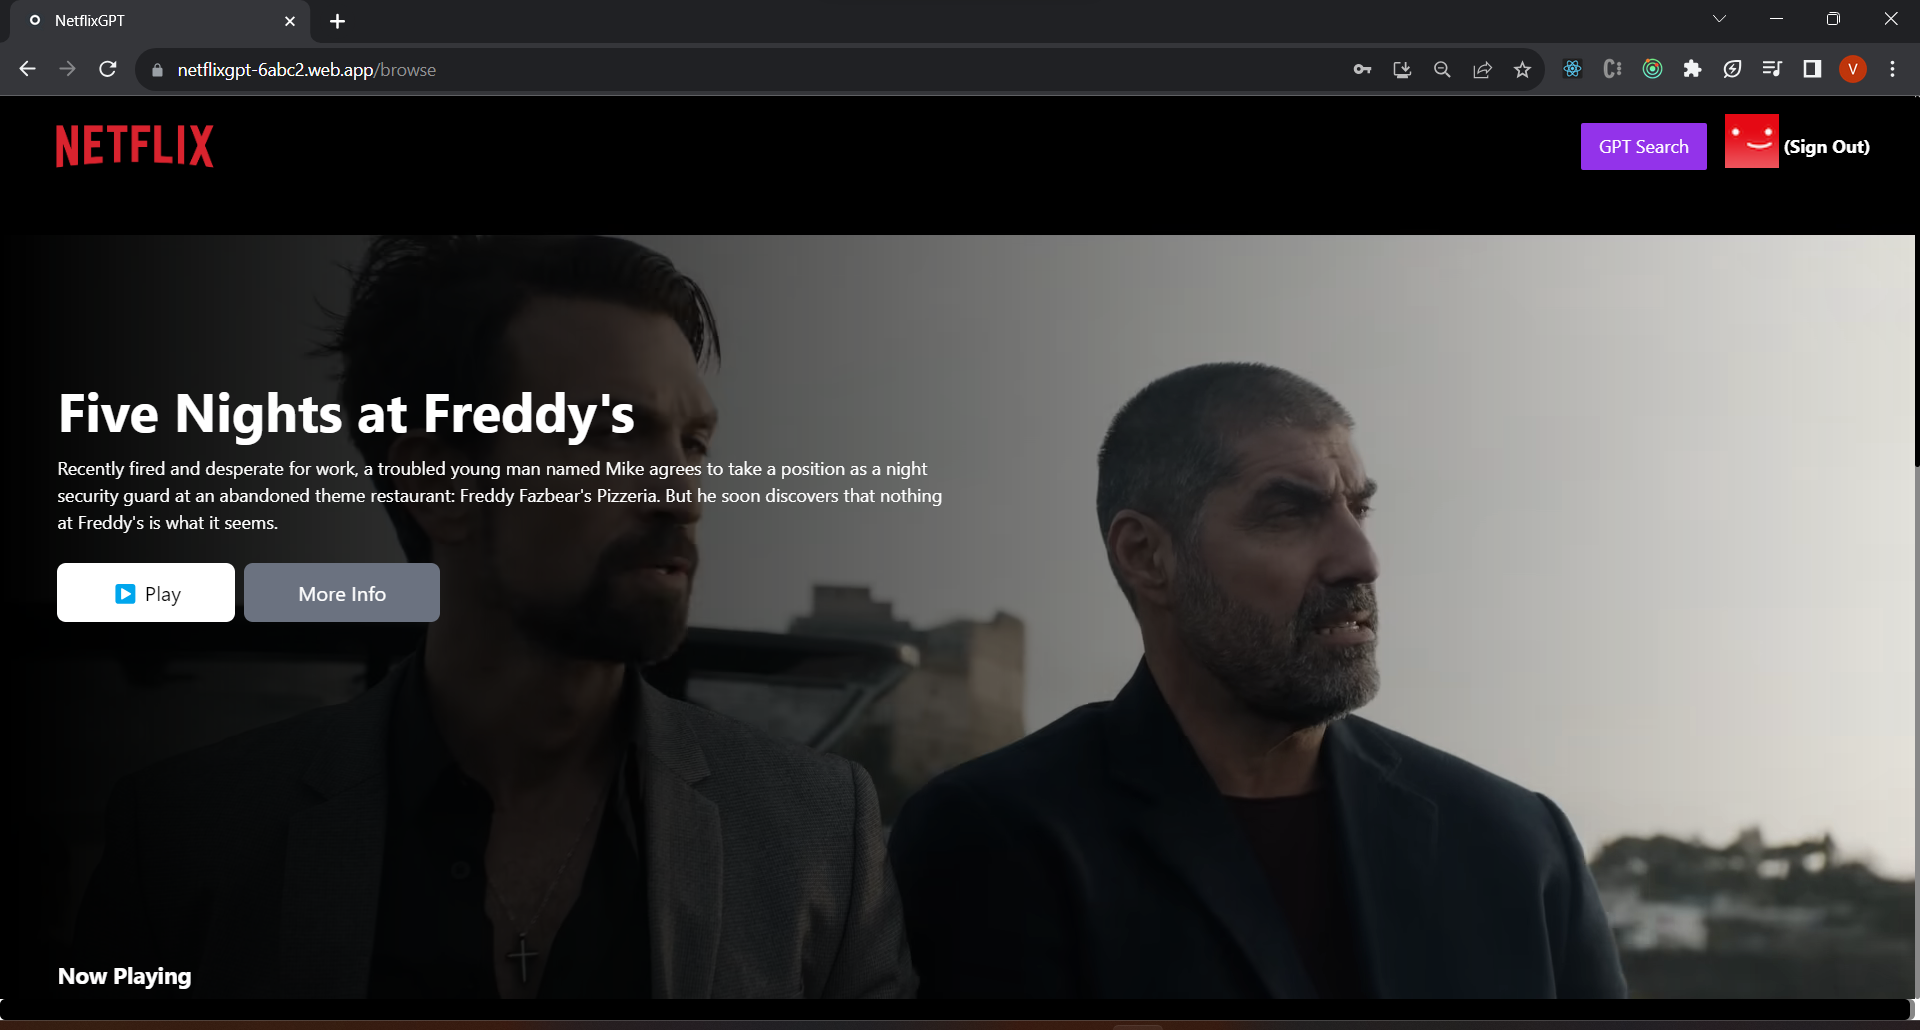 NetflixGPT
netflixgpt-6abc2.web.app/browse
V
NETFLIX
GPT Search
(Sign Out)
Five Nights at Freddy's
Recently fired and desperate for work, a troubled young man named Mike agrees to take a position as a night
security guard at an abandoned theme restaurant: Freddy Fazbear's Pizzeria. But he soon discovers that nothing
at Freddy's is what it seems.
Play
More Info
Now Playing